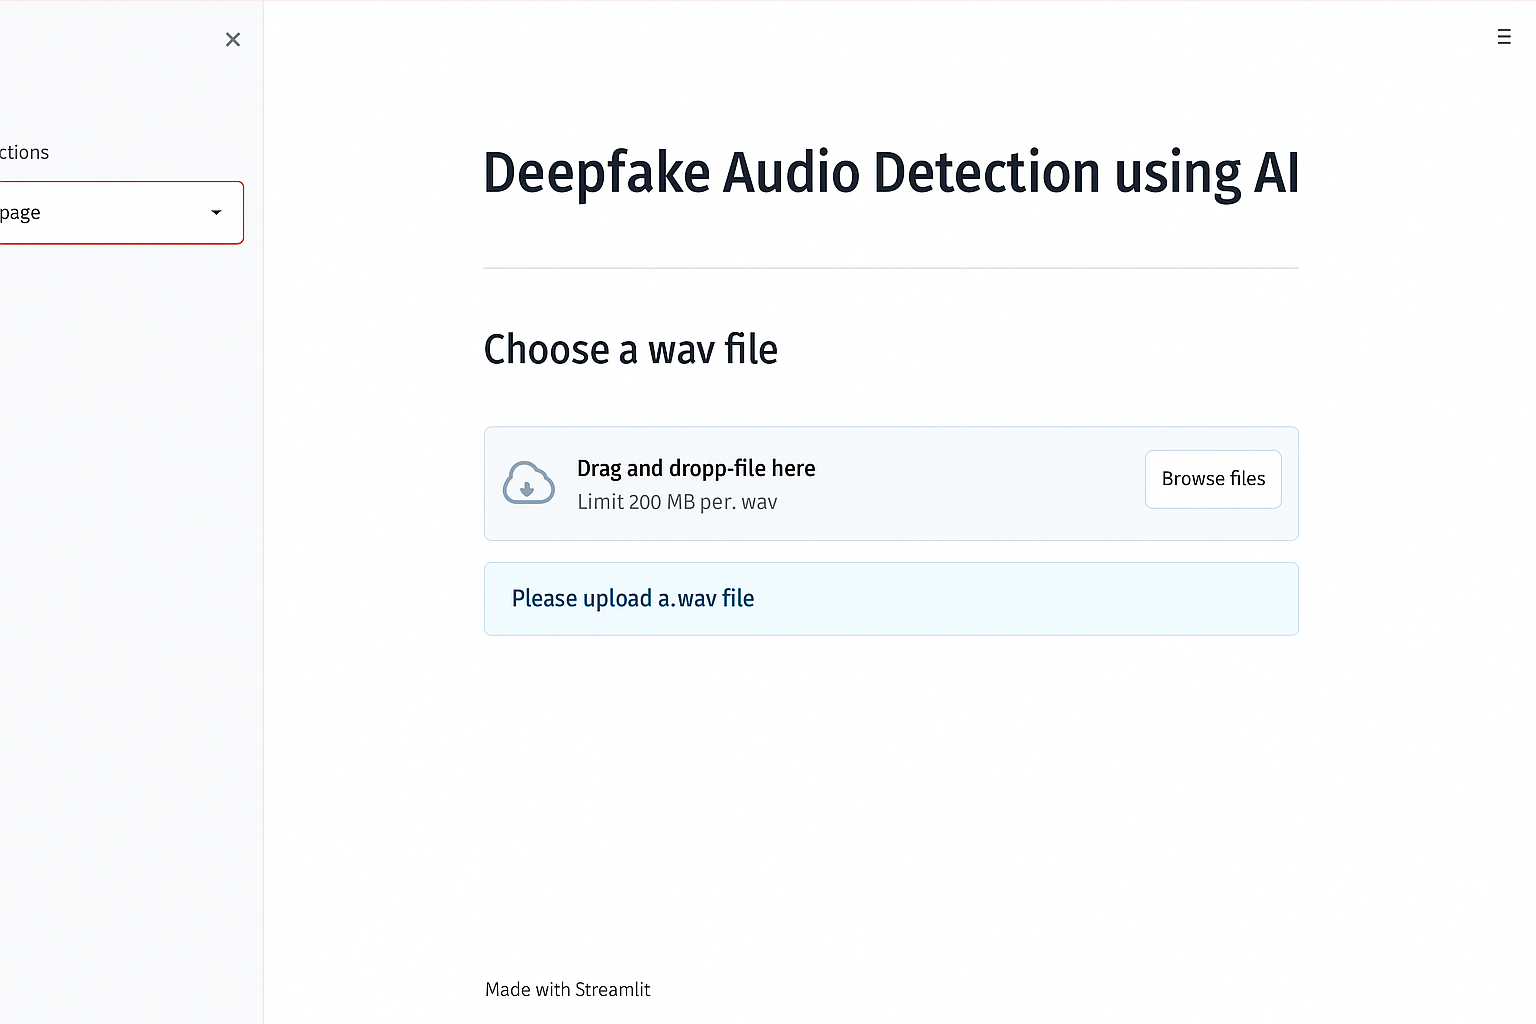 ctions
page
Deepfake Audio Detection using AI
Choose a wav file
Drag and dropp-file here
Limit 200 MB per. wav
Browse files
Please upload a.wav file
Made with Streamlit